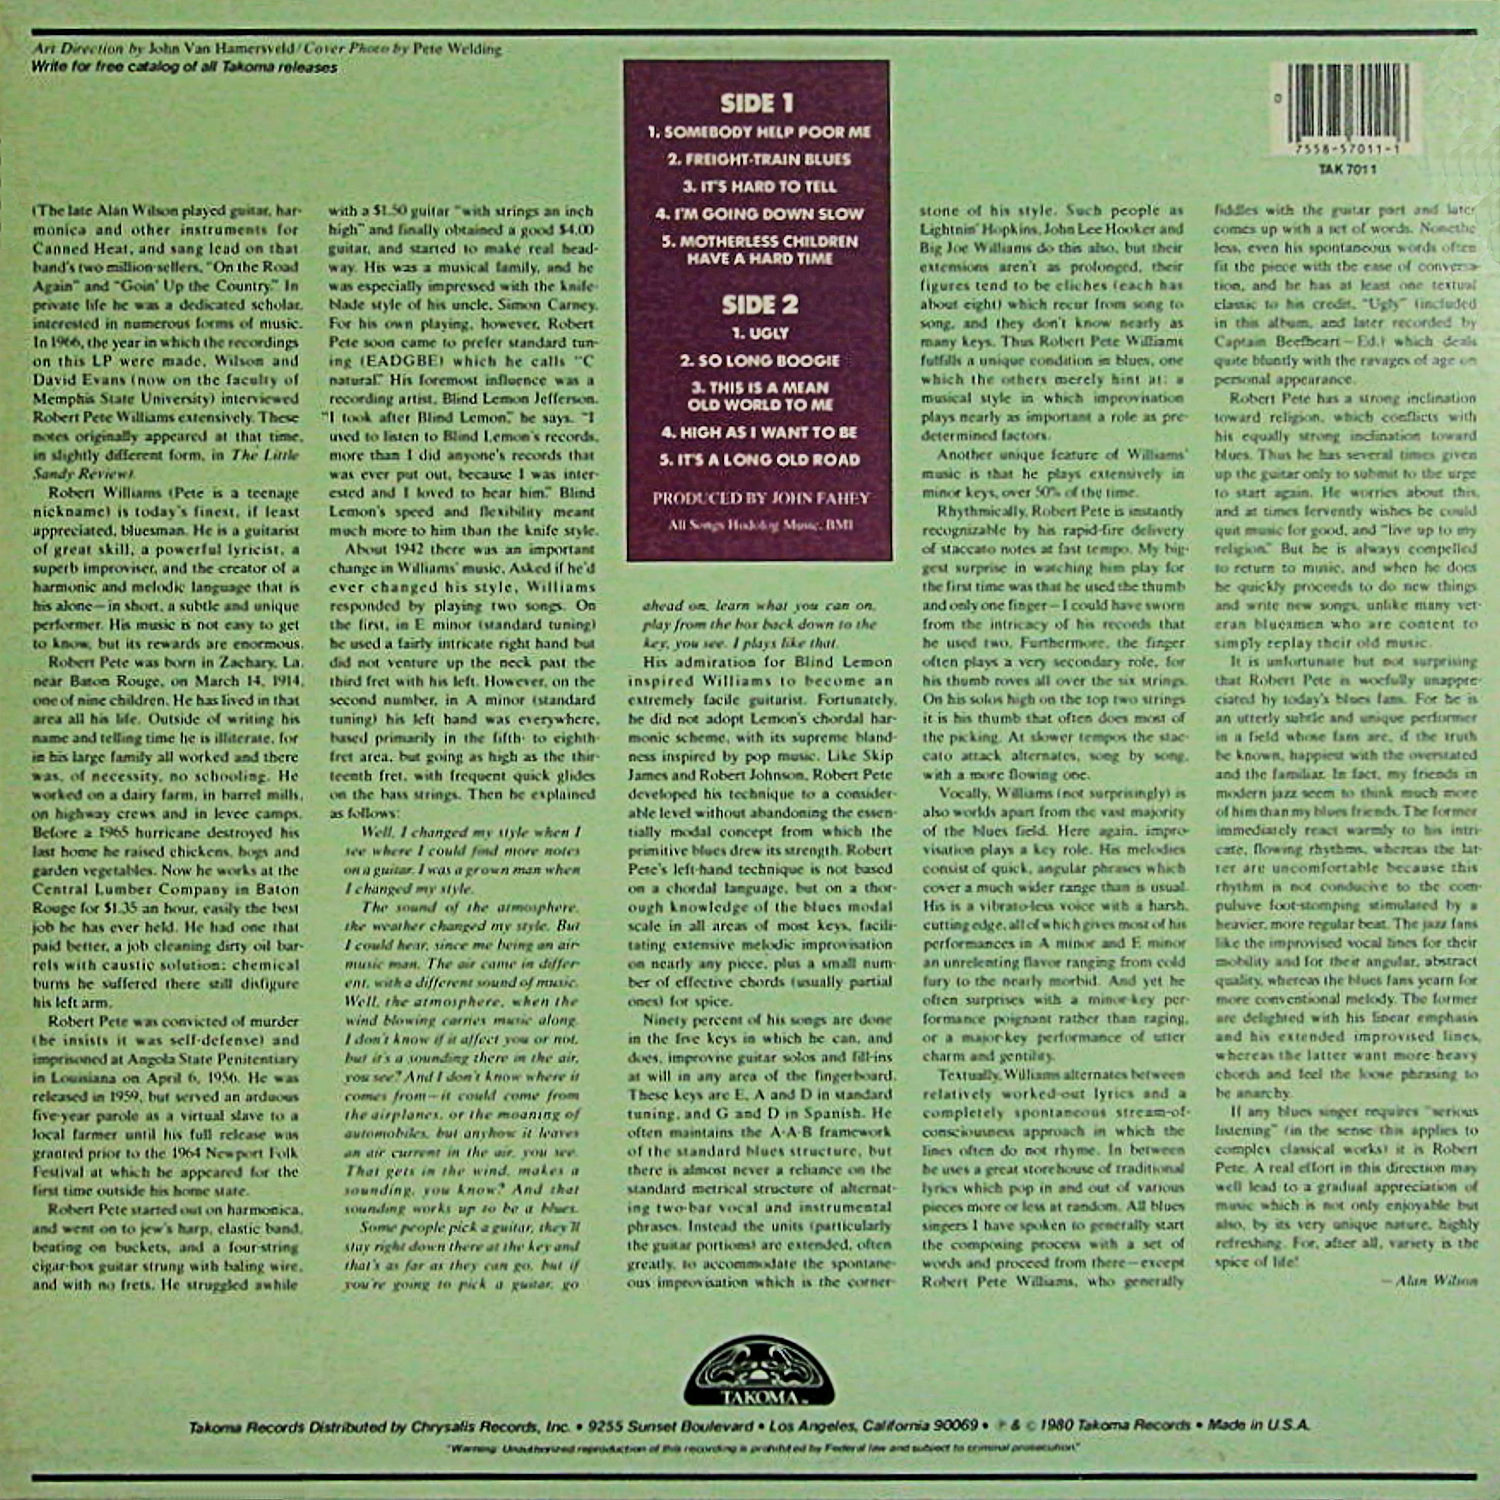 Art Direction by John Van Hamersveld/Cover Photo by Pete Welding
Write for free catalog of all Takoma releases
SIDE 1
1. SOMEBODY HELP POOR ME
2. FREIGHT-TRAIN BLUES
3. IT'S HARD TO TELL
4. I'M GOING DOWN SLOW
5. MOTHERLESS CHILDREN
HAVE A HARD TIME
SIDE 2
1. UGLY
2. SO LONG BOOGIE
3. THIS IS A MEAN
OLD WORLD TO ME
4. HIGH AS I WANT TO BE
5. IT'S A LONG OLD ROAD
PRODUCED BY JOHN FAHEY
All Songs Hodolog Music, BMI
0
7558-57011-1
TAK 7011
(The late Alan Wilson played guitar, har-
monica and other instruments for
Canned Heat, and sang lead on that
band's two million-sellers, "On the Road
Again" and "Goin' Up the Country." In
private life he was a dedicated scholar,
interested in numerous forms of music.
In 1966, the year in which the recordings
on this LP were made, Wilson and
David Evans (now on the faculty of
Memphis State University) interviewed
Robert Pete Williams extensively. These
notes originally appeared at that time,
in slightly different form, in The Little
Sandy Review).
Robert Williams (Pete is a teenage
nickname) is today's finest, if least
appreciated, bluesman. He is a guitarist
of great skill, a powerful lyricist, a
superb improviser, and the creator of a
harmonic and melodic language that is
his alone—in short, a subtle and unique
performer. His music is not easy to get
to know, but its rewards are enormous.
Robert Pete was born in Zachary, La.
near Baton Rouge, on March 14, 1914,
one of nine children. He has lived in that
area all his life. Outside of writing his
name and telling time he is illiterate, for
in his large family all worked and there
was, of necessity, no schooling. He
worked on a dairy farm, in barrel mills,
on highway crews and in levee camps.
Before a 1965 hurricane destroyed his
last home he raised chickens, hogs and
garden vegetables. Now he works at the
Central Lumber Company in Baton
Rouge for $1.35 an hour, easily the best
job he has ever held. He had one that
paid better, a job cleaning dirty oil bar-
rels with caustic solution; chemical
burns he suffered there still disfigure
his left arm.
Robert Pete was convicted of murder
(he insists it was self-defense) and
imprisoned at Angola State Penitentiary
in Louisiana on April 6, 1956. He was
released in 1959, but served an arduous
five-year parole as a virtual slave to a
local farmer until his full release was
granted prior to the 1964 Newport Folk
Festival at which he appeared for the
first time outside his home state.
Robert Pete started out on harmonica,
and went on to jew's harp, elastic band,
beating on buckets, and a four-string
cigar-box guitar strung with baling wire,
and with no frets. He struggled awhile
with a $1.50 guitar "with strings an inch
high" and finally obtained a good $4.00
guitar, and started to make real head-
way. His was a musical family, and he
was especially impressed with the knife-
blade style of his uncle, Simon Carney.
For his own playing, however, Robert
Pete soon came to prefer standard tun-
ing (EADGBE) which he calls "C
natural." His foremost influence was a
recording artist, Blind Lemon Jefferson.
"I took after Blind Lemon," he says. "I
used to listen to Blind Lemon's records,
more than I did anyone's records that
was ever put out, because I was inter-
ested and I loved to hear him." Blind
Lemon's speed and flexibility meant
much more to him than the knife style.
About 1942 there was an important
change in Williams' music. Asked if he'd
ever changed his style, Williams
responded by playing two songs. On
the first, in E minor (standard tuning)
he used a fairly intricate right hand but
did not venture up the neck past the
third fret with his left. However, on the
second number, in A minor (standard
tuning) his left hand was everywhere,
based primarily in the fifth- to eighth-
fret area, but going as high as the thir-
teenth fret, with frequent quick glides
on the bass strings. Then he explained
as follows:
Well, I changed my style when I
see where I could find more notes
on a guitar. I was a grown man when
I changed my style.
The sound of the atmosphere,
the weather changed my style. But
I could hear, since me being an air-
music man. The air came in differ-
ent, with a different sound of music.
Well, the atmosphere, when the
wind blowing carries music along.
I don't know if it affect you or not,
but it's a sounding there in the air,
you see? And I don't know where it
comes from—it could come from
the airplanes, or the moaning of
automobiles, but anyhow it leaves
an air current in the air, you see.
That gets in the wind, makes a
sounding, you know? And that
sounding works up to be a blues.
Some people pick a guitar, they'll
stay right down there at the key and
that's as far as they can go, but if
you're going to pick a guitar, go
ahead on, learn what you can on,
play from the box back down to the
key, you see. I plays like that.
His admiration for Blind Lemon
inspired Williams to become an
extremely facile guitarist. Fortunately,
he did not adopt Lemon's chordal har-
monic scheme, with its supreme bland-
ness inspired by pop music. Like Skip
James and Robert Johnson, Robert Pete
developed his technique to a consider-
able level without abandoning the essen-
tially modal concept from which the
primitive blues drew its strength. Robert
Pete's left-hand technique is not based
on a chordal language, but on a thor-
ough knowledge of the blues modal
scale in all areas of most keys, facili-
tating extensive melodic improvisation
on nearly any piece, plus a small num-
ber of effective chords (usually partial
ones) for spice.
Ninety percent of his songs are done
in the five keys in which he can, and
does, improvise guitar solos and fill-ins
at will in any area of the fingerboard.
These keys are E, A and D in standard
tuning, and G and D in Spanish. He
often maintains the A-A-B framework
of the standard blues structure, but
there is almost never a reliance on the
standard metrical structure of alternat-
ing two-bar vocal and instrumental
phrases. Instead the units (particularly
the guitar portions) are extended, often
greatly, to accommodate the spontane-
ous improvisation which is the corner-
stone of his style. Such people as
Lightnin' Hopkins, John Lee Hooker and
Big Joe Williams do this also, but their
extensions aren't as prolonged, their
figures tend to be cliches (each has
about eight) which recur from song to
song, and they don't know nearly as
many keys. Thus Robert Pete Williams
fulfills a unique condition in blues, one
which the others merely hint at: a
musical style in which improvisation
plays nearly as important a role as pre-
determined factors.
Another unique feature of Williams'
music is that he plays extensively in
minor keys, over 50% of the time.
Rhythmically, Robert Pete is instantly
recognizable by his rapid-fire delivery
of staccato notes at fast tempo. My big-
gest surprise in watching him play for
the first time was that he used the thumb
and only one finger—I could have sworn
from the intricacy of his records that
he used two. Furthermore, the finger
often plays a very secondary role, for
his thumb roves all over the six strings.
On his solos high on the top two strings
it is his thumb that often does most of
the picking. At slower tempos the stac-
cato attack alternates, song by song,
with a more flowing one.
Vocally, Williams (not surprisingly) is
also worlds apart from the vast majority
of the blues field. Here again, impro-
visation plays a key role. His melodies
consist of quick, angular phrases which
cover a much wider range than is usual.
His is a vibrato-less voice with a harsh,
cutting edge, all of which gives most of his
performances in A minor and E minor
an unrelenting flavor ranging from cold
fury to the nearly morbid. And yet he
often surprises with a minor-key per-
formance poignant rather than raging,
or a major-key performance of utter
charm and gentility.
Textually, Williams alternates between
relatively worked-out lyrics and a
completely spontaneous stream-of-
consciousness approach in which the
lines often do not rhyme. In between
he uses a great storehouse of traditional
lyrics which pop in and out of various
pieces more or less at random. All blues
singers I have spoken to generally start
the composing process with a set of
words and proceed from there—except
Robert Pete Williams, who generally
fiddles with the guitar part and later
comes up with a set of words. Nonethe-
less, even his spontaneous words often
fit the piece with the ease of conversa-
tion, and he has at least one textual
classic to his credit, "Ugly" (included
in this album, and later recorded by
Captain Beefheart—Ed.) which deals
quite bluntly with the ravages of age on
personal appearance.
Robert Pete has a strong inclination
toward religion, which conflicts with
his equally strong inclination toward
blues. Thus he has several times given
up the guitar only to submit to the urge
to start again. He worries about this,
and at times fervently wishes he could
quit music for good, and "live up to my
religion." But he is always compelled
to return to music, and when he does
he quickly proceeds to do new things
and write new songs, unlike many vet-
eran bluesmen who are content to
simply replay their old music.
It is unfortunate but not surprising
that Robert Pete is woefully unappre-
ciated by today's blues fans. For he is
an utterly subtle and unique performer
in a field whose fans are, if the truth
be known, happiest with the overstated
and the familiar. In fact, my friends in
modern jazz seem to think much more
of him than my blues friends. The former
immediately react warmly to his intri-
cate, flowing rhythms, whereas the lat-
ter are uncomfortable because this
rhythm is not conducive to the com-
pulsive foot-stomping stimulated by a
heavier, more regular beat. The jazz fans
like the improvised vocal lines for their
mobility and for their angular, abstract
quality, whereas the blues fans yearn for
more conventional melody. The former
are delighted with his linear emphasis
and his extended improvised lines,
whereas the latter want more heavy
chords and feel the loose phrasing to
be anarchy.
If any blues singer requires "serious
listening" (in the sense this applies to
complex classical works) it is Robert
Pete. A real effort in this direction may
well lead to a gradual appreciation of
music which is not only enjoyable but
also, by its very unique nature, highly
refreshing. For, after all, variety is the
spice of life!
—Alan Wilson
TAKOMA
Takoma Records Distributed by Chrysalis Records, Inc. • 9255 Sunset Boulevard • Los Angeles, California 90069 • ℗ & © 1980 Takoma Records • Made in U.S.A.
"Warning: Unauthorized reproduction of this recording is prohibited by Federal law and subject to criminal prosecution."